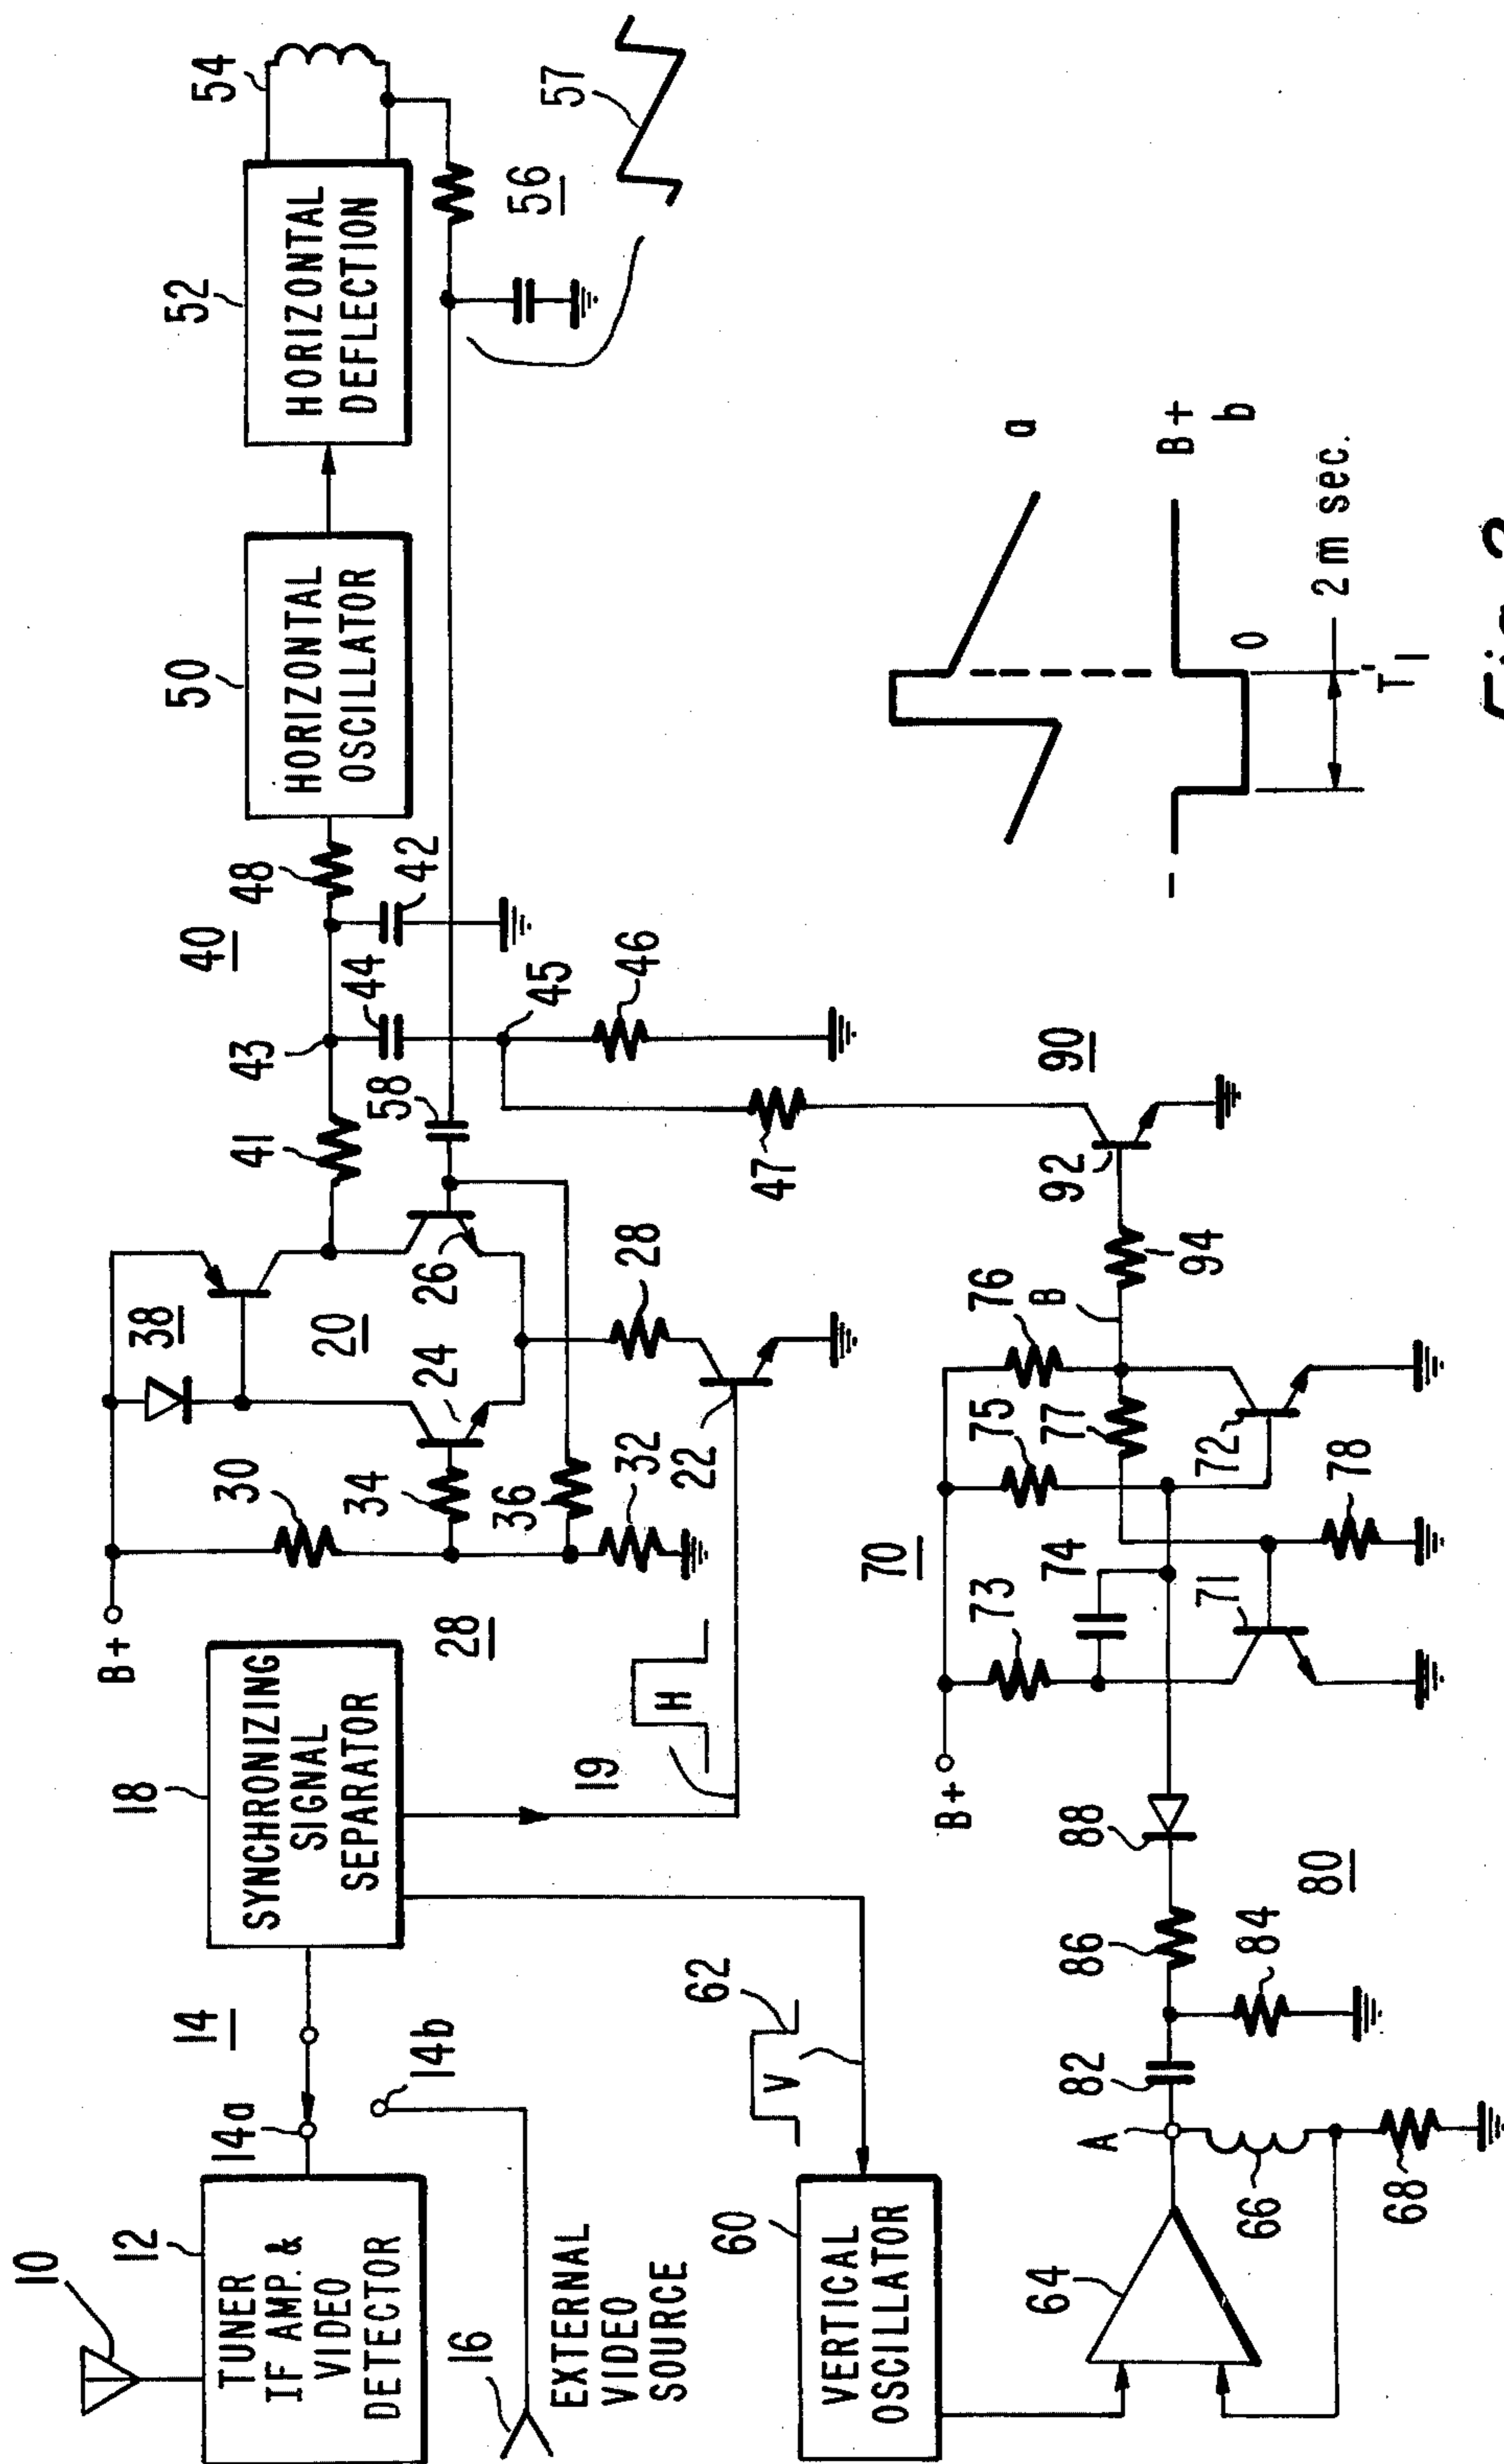 10
12
TUNER
IF AMP. &
VIDEO
DETECTOR
14a
14
14b
16
EXTERNAL
VIDEO
SOURCE
18
SYNCHRONIZING
SIGNAL
SEPARATOR
19
H
28
B+
30
38
20
24
26
34
36
32
22
28
41
43
40
44
42
48
58
45
46
47
50
HORIZONTAL
OSCILLATOR
52
HORIZONTAL
DEFLECTION
54
56
57
60
VERTICAL
OSCILLATOR
62
V
64
A
66
68
82
84
86
80
88
B+
70
73
74
75
76
77
B
71
72
78
94
92
90
a
B+
b
0
2 m sec.
T1